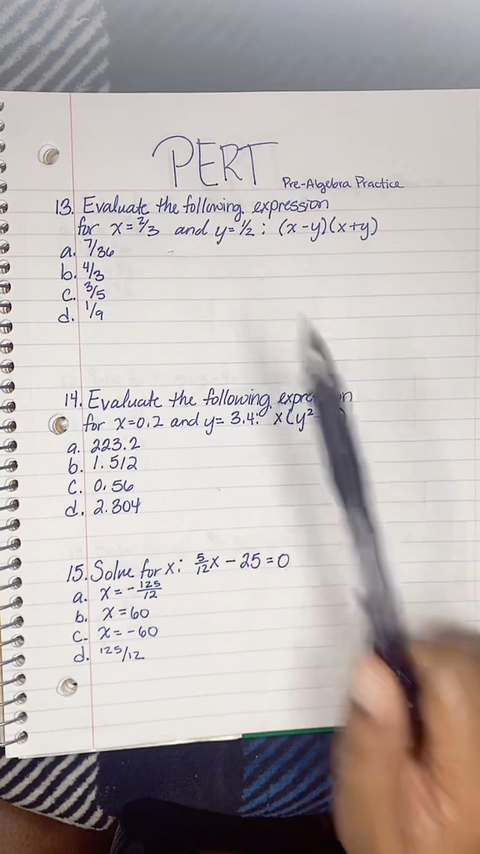 PERT
Pre-Algebra Practice
13. Evaluate the following expression
for x = 2/3 and y = 1/2 : (x - y)(x + y)
a. 7/36
b. 4/3
c. 3/5
d. 1/9
14. Evaluate the following
for x = 0.2 and y = 3.4: x(y²
a. 223.2
b. 1.512
c. 0.56
d. 2.304
15. Solve for x: 5/12 x - 25 = 0
a. x = - 125/12
b. x = 60
c. x = -60
d. 125/12